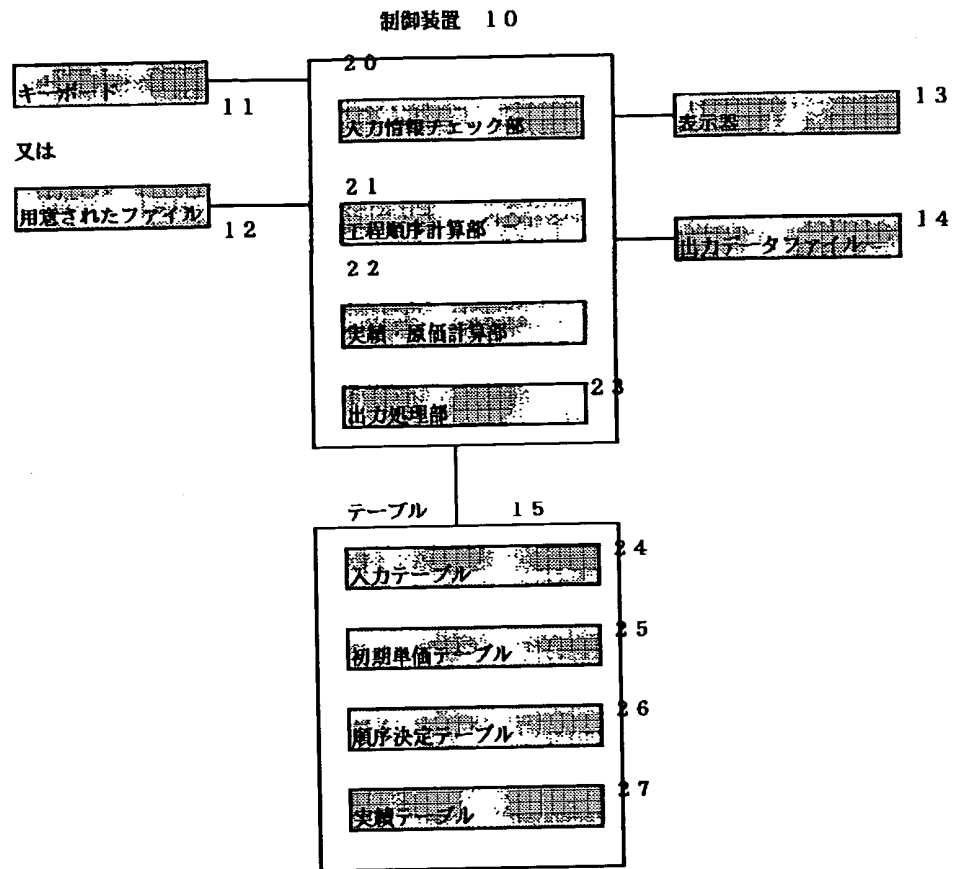 制御装置 10
20
キーボード
11
入力情報チェック部
13
表示器
又は
21
用意されたファイル
12
工程順序計算部
14
出力データファイル
22
実績・原価計算部
23
出力処理部
テーブル 15
24
入力テーブル
25
初期単価テーブル
26
順序決定テーブル
27
実績テーブル